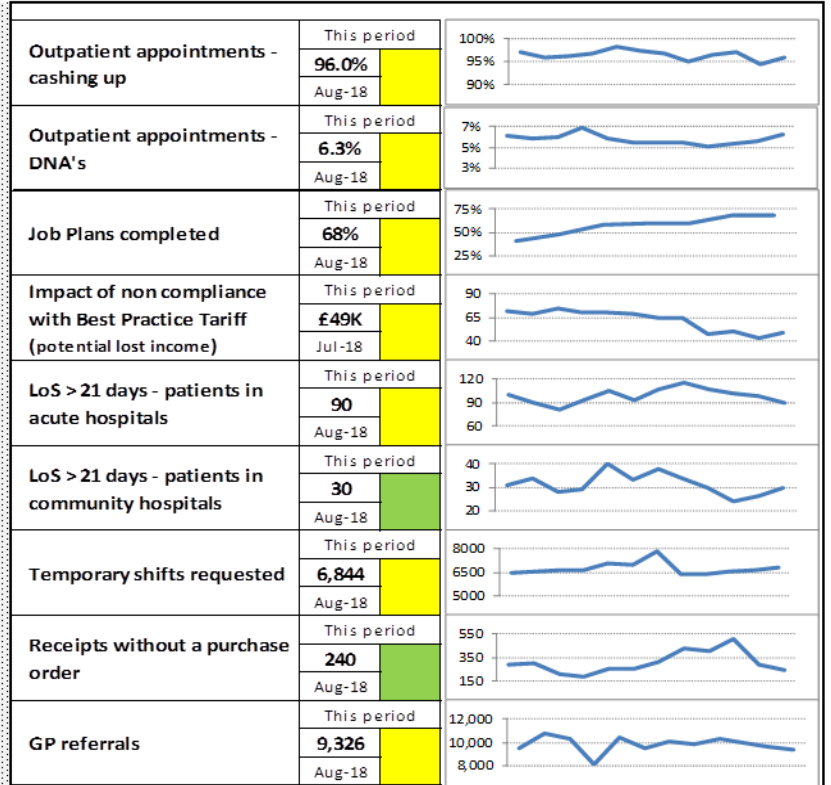 This period
Outpatient appointments -
cashing up
96.0%
Aug-18
100%
95%
90%
This period
Outpatient appointments -
DNA's
6.3%
Aug-18
7%
5%
3%
This period
Job Plans completed
68%
Aug-18
75%
50%
25%
This period
Impact of non compliance
with Best Practice Tariff
(potential lost income)
£49K
Jul-18
90
65
40
This period
LoS > 21 days - patients in
acute hospitals
90
Aug-18
120
90
60
This period
LoS > 21 days - patients in
community hospitals
30
Aug-18
40
30
20
This period
Temporary shifts requested
6,844
Aug-18
8000
6500
5000
This period
Receipts without a purchase
order
240
Aug-18
550
350
150
This period
GP referrals
9,326
Aug-18
12,000
10,000
8,000